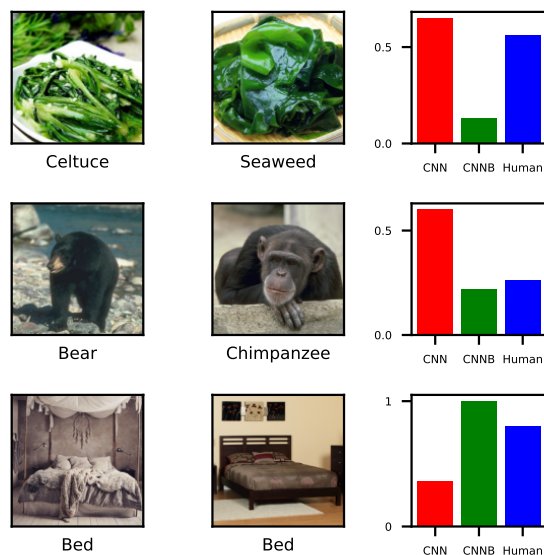 0.5
0.0
CNN CNNB Human
Celtuce Seaweed
0.5
0.0
CNN CNNB Human
Bear Chimpanzee
1
0
CNN CNNB Human
Bed Bed